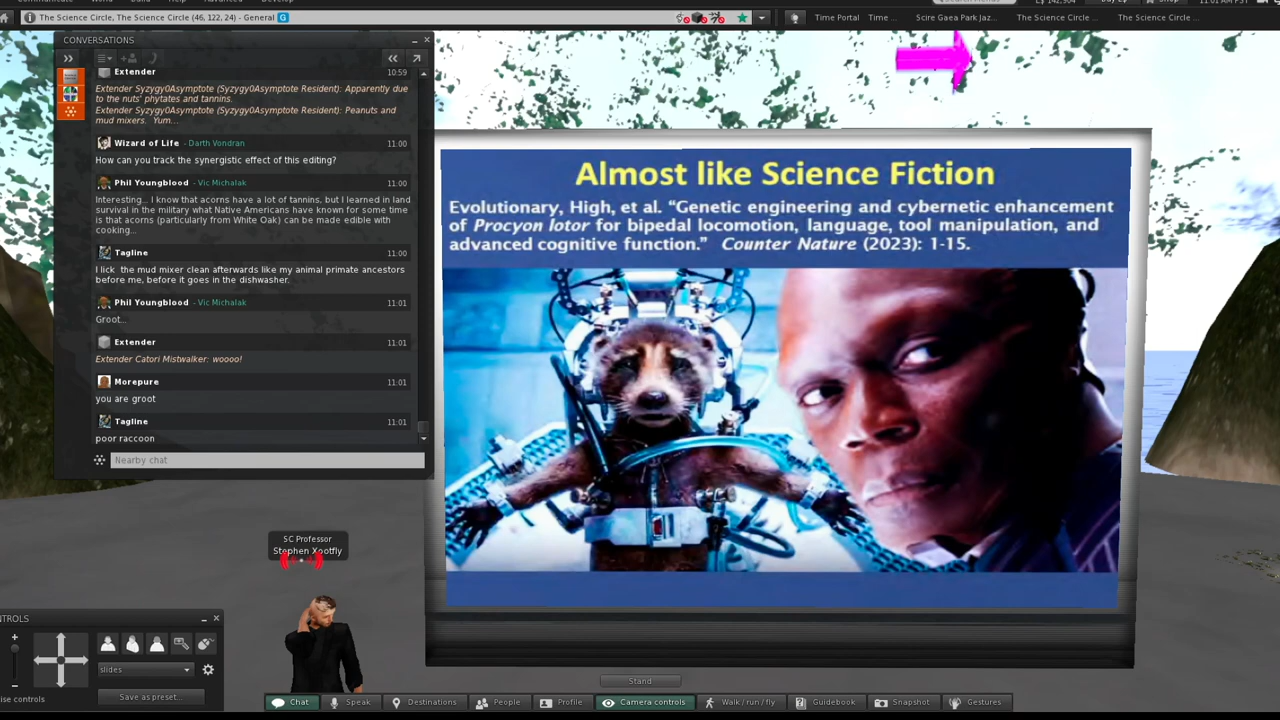 The Science Circle, The Science Circle (46, 122, 24) - General
G
Time Portal
Time ...
Scire Gaea Park Jaz...
The Science Circle ...
The Science Circle ...
CONVERSATIONS
Extender 10:59
Extender Syzygy0Asymptote (Syzygy0Asymptote Resident): Apparently due
to the nuts' phytates and tannins.
Extender Syzygy0Asymptote (Syzygy0Asymptote Resident): Peanuts and
mud mixers. Yum...
Wizard of Life - Darth Vondran 11:00
How can you track the synergistic effect of this editing?
Phil Youngblood - Vic Michalak 11:00
Interesting... I know that acorns have a lot of tannins, but I learned in land
survival in the military what Native Americans have known for some time
is that acorns (particularly from White Oak) can be made edible with
cooking...
Tagline 11:00
I lick the mud mixer clean afterwards like my animal primate ancestors
before me, before it goes in the dishwasher.
Phil Youngblood - Vic Michalak 11:01
Groot...
Extender 11:01
Extender Catori Mistwalker: woooo!
Morepure 11:01
you are groot
Tagline 11:01
poor raccoon
Nearby chat
Almost like Science Fiction
Evolutionary, High, et al. “Genetic engineering and cybernetic enhancement
of Procyon lotor for bipedal locomotion, language, tool manipulation, and
advanced cognitive function.” Counter Nature (2023): 1-15.
SC Professor
Stephen Xootfly
NTROLS
slides
Save as preset...
ise controls
Stand
Chat
Speak
Destinations
People
Profile
Camera controls
Walk / run / fly
Guidebook
Snapshot
Gestures